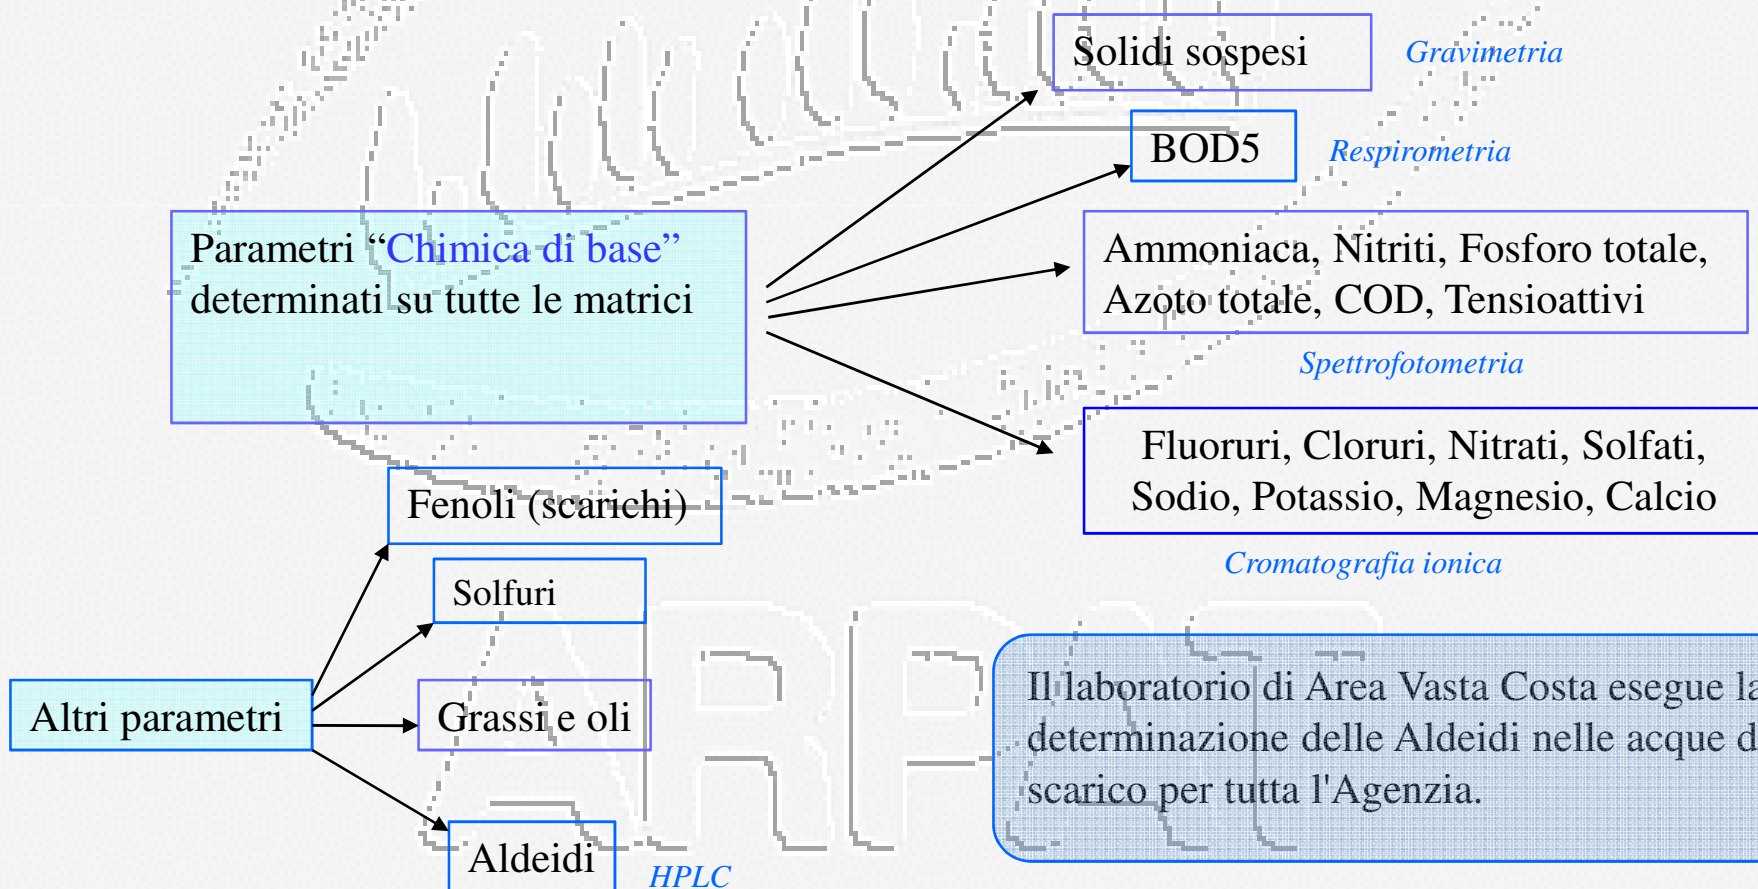 Solidi sospesi
Gravimetria
BOD5
Respirometria
Parametri “Chimica di base”
determinati su tutte le matrici
Ammoniaca, Nitriti, Fosforo totale,
Azoto totale, COD, Tensioattivi
Spettrofotometria
Fluoruri, Cloruri, Nitrati, Solfati,
Sodio, Potassio, Magnesio, Calcio
Cromatografia ionica
Fenoli (scarichi)
Solfuri
Altri parametri
Grassi e oli
Aldeidi
HPLC
Il laboratorio di Area Vasta Costa esegue la
determinazione delle Aldeidi nelle acque d
scarico per tutta l'Agenzia.
ARPAT